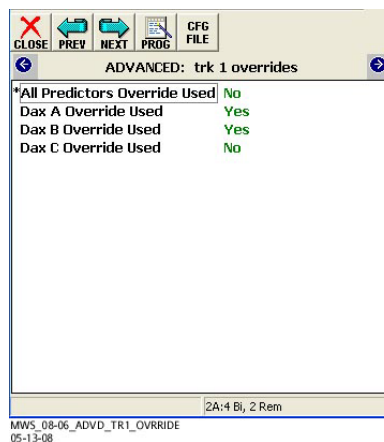 CLOSE PREV NEXT PROG CFG FILE
ADVANCED: trk 1 overrides
*All Predictors Override Used No
Dax A Override Used Yes
Dax B Override Used Yes
Dax C Override Used No
2A:4 Bi, 2 Rem
MWS_08-06_ADVD_TR1_OVRRIDE
05-13-08